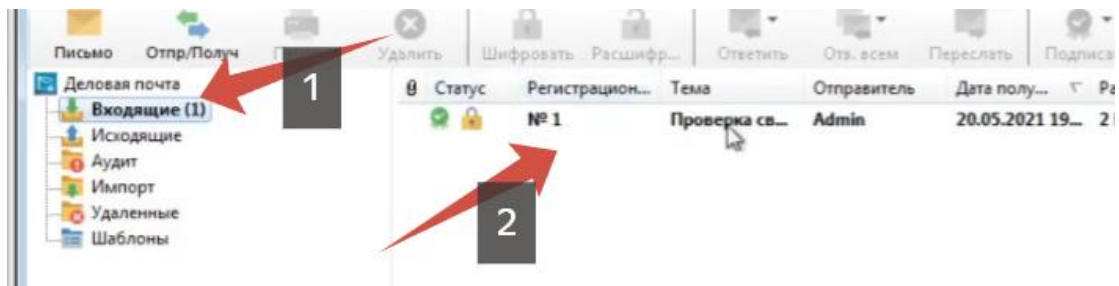 Письмо Отпр/Получ Удалить Шифровать Расшифр... Ответить Отв. всем Переслать
Деловая почта
Входящие (1)
Исходящие
Аудит
Импорт
Удаленные
Шаблоны
1
Статус Регистрацион... Тема Отправитель Дата полу...
№ 1 Проверка св... Admin 20.05.2021 19... 2
2